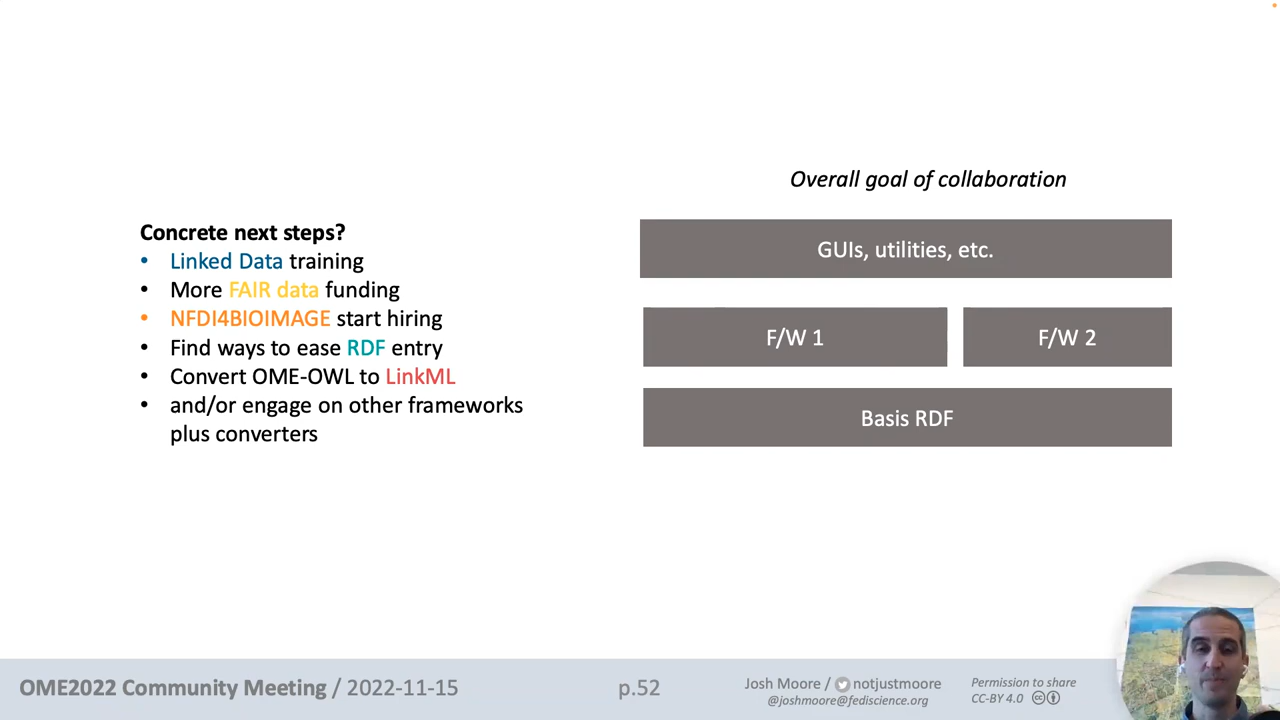 Overall goal of collaboration
Concrete next steps?
• Linked Data training
• More FAIR data funding
• NFDI4BIOIMAGE start hiring
• Find ways to ease RDF entry
• Convert OME-OWL to LinkML
• and/or engage on other frameworks
plus converters
GUIs, utilities, etc.
F/W 1
F/W 2
Basis RDF
OME2022 Community Meeting / 2022-11-15
p.52
Josh Moore / notjustmoore
@joshmoore@fediscience.org
Permission to share
CC-BY 4.0